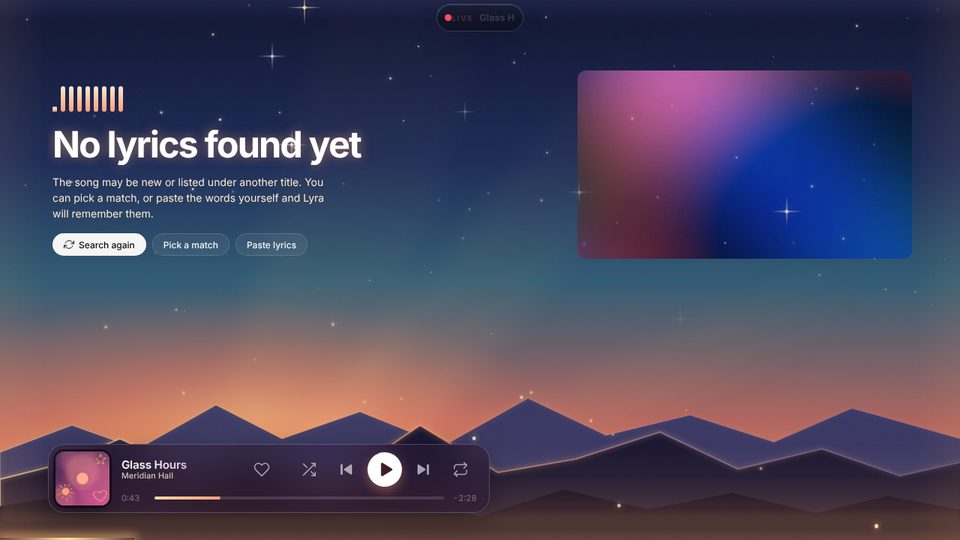 LIVE Glass H
No lyrics found yet
The song may be new or listed under another title. You
can pick a match, or paste the words yourself and Lyra
will remember them.
Search again
Pick a match
Paste lyrics
Glass Hours
Meridian Hall
0:43
-2:28